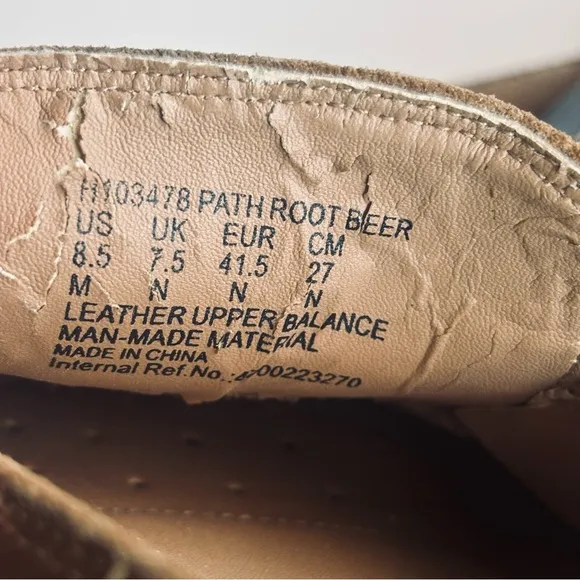 H103478 PATH ROOT BEER
US UK EUR CM
8.5 7.5 41.5 27
M N N N
LEATHER UPPER/BALANCE
MAN-MADE MATERIAL
MADE IN CHINA
Internal Ref.No.:4200223270